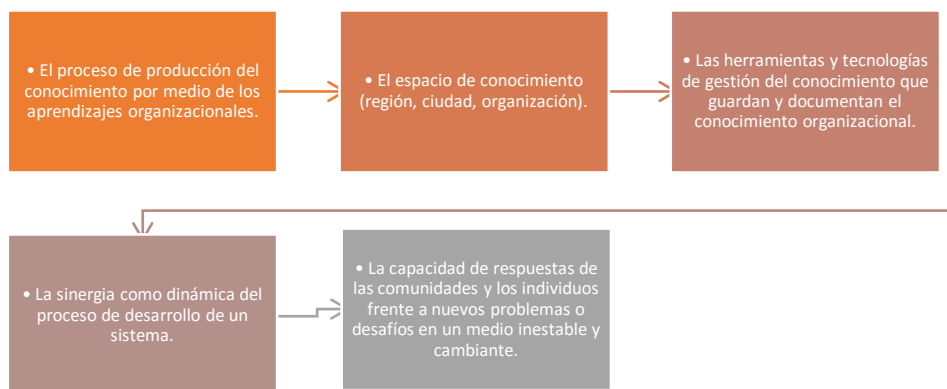 • El proceso de producción del
conocimiento por medio de los
aprendizajes organizacionales.
• El espacio de conocimiento
(región, ciudad, organización).
• Las herramientas y tecnologías
de gestión del conocimiento que
guardan y documentan el
conocimiento organizacional.
• La sinergia como dinámica del
proceso de desarrollo de un
sistema.
• La capacidad de respuestas de
las comunidades y los individuos
frente a nuevos problemas o
desafíos en un medio inestable y
cambiante.